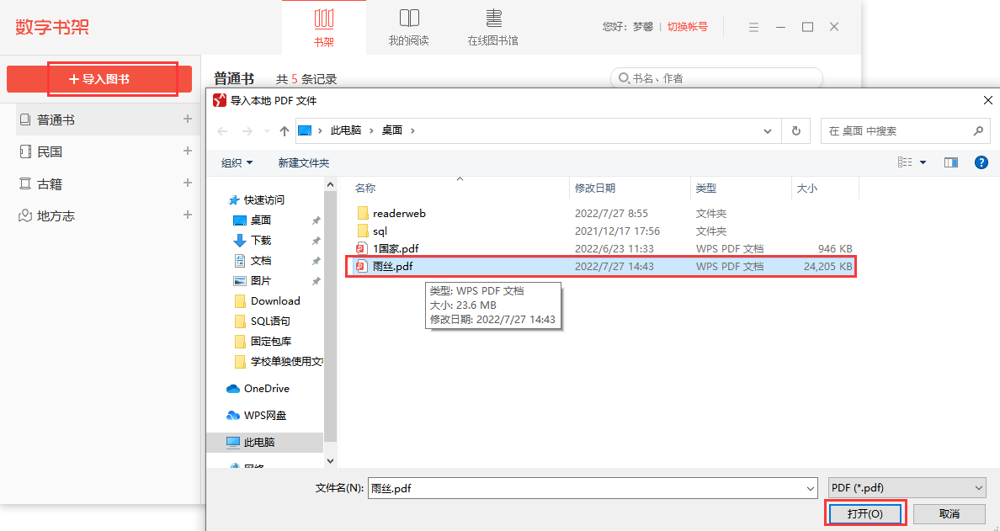 数字书架
书架
我的阅读
在线图书馆
您好：梦馨 | 切换帐号
+ 导入图书
普通书 共 5 条记录
书名、作者
普通书 +
民国 +
古籍 +
地方志 +
导入本地 PDF 文件
此电脑 › 桌面 ›
在 桌面 中搜索
组织 新建文件夹
名称 修改日期 类型 大小
快速访问
桌面
下载
文档
图片
Download
SQL语句
固定包库
学校单独使用文
OneDrive
WPS网盘
此电脑
网络
readerweb 2022/7/27 8:55 文件夹
sql 2021/12/17 17:56 文件夹
1国家.pdf 2022/6/23 11:33 WPS PDF 文档 946 KB
雨丝.pdf 2022/7/27 14:43 WPS PDF 文档 24,205 KB
类型: WPS PDF 文档
大小: 23.6 MB
修改日期: 2022/7/27 14:43
文件名(N): 雨丝.pdf PDF (*.pdf)
打开(O) 取消